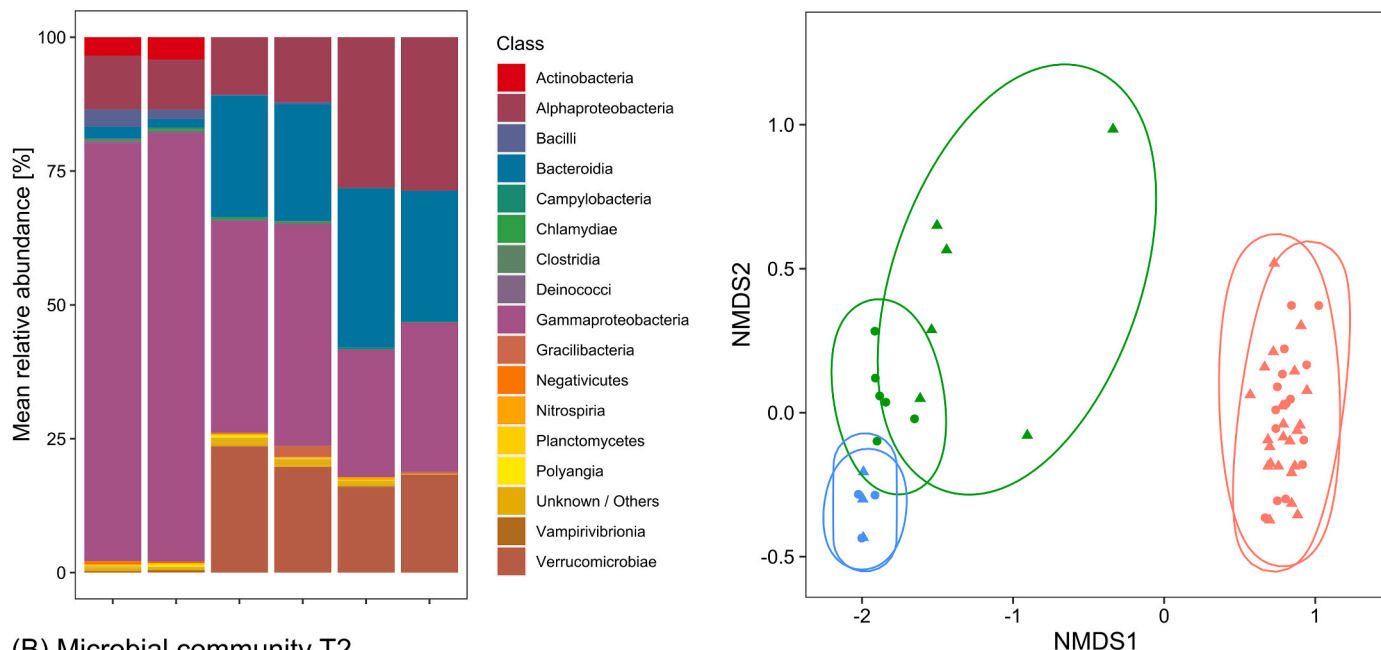 Mean relative abundance [%]
100
75
50
25
0
Class
Actinobacteria
Alphaproteobacteria
Bacilli
Bacteroidia
Campylobacteria
Chlamydiae
Clostridia
Deinococci
Gammaproteobacteria
Gracilibacteria
Negativicutes
Nitrospiria
Planctomycetes
Polyangia
Unknown / Others
Vampirivibrionia
Verrucomicrobiae
NMDS2
1.0
0.5
0.0
-0.5
-2
-1
0
1
NMDS1
(B) Microbial community T2